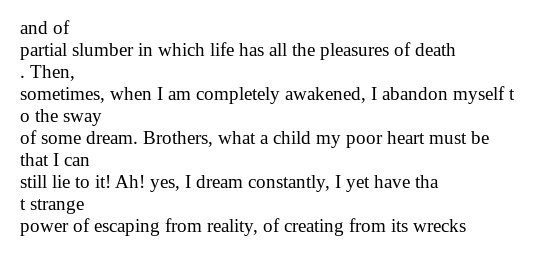 and of
partial slumber in which life has all the pleasures of death
. Then,
sometimes, when I am completely awakened, I abandon myself t
o the sway
of some dream. Brothers, what a child my poor heart must be
that I can
still lie to it! Ah! yes, I dream constantly, I yet have tha
t strange
power of escaping from reality, of creating from its wrecks